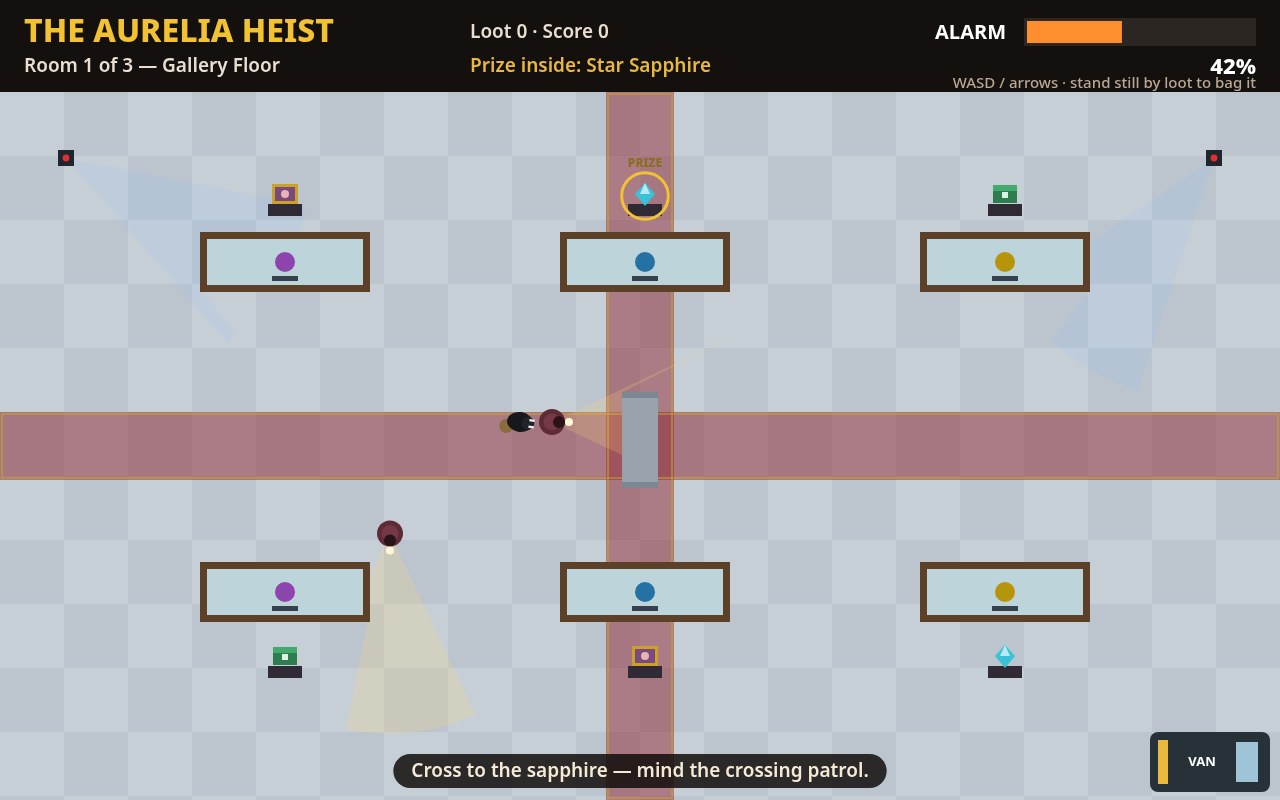 THE AURELIA HEIST
Room 1 of 3 — Gallery Floor
Loot 0 · Score 0
Prize inside: Star Sapphire
ALARM
42%
WASD / arrows · stand still by loot to bag it
PRIZE
VAN
Cross to the sapphire — mind the crossing patrol.